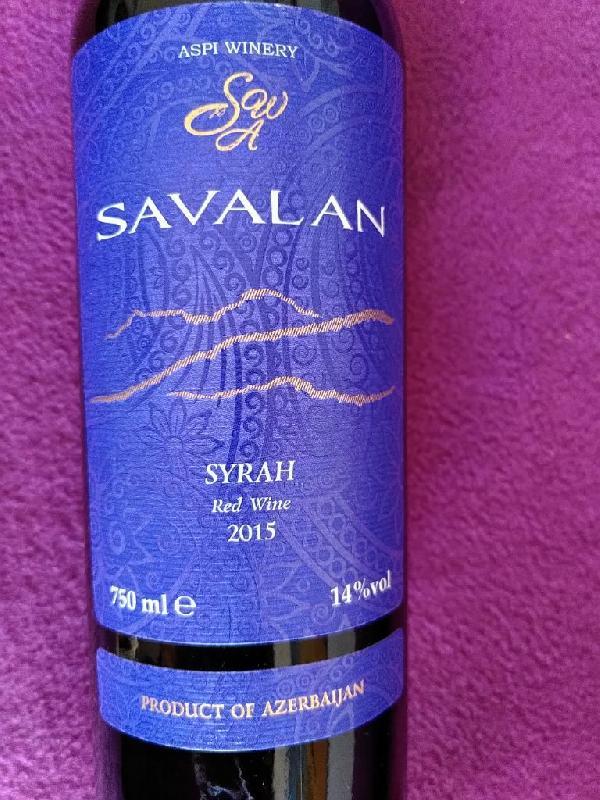 ASPI WINERY
SAVALAN
SYRAH
Red Wine
2015
750 ml e 14%vol
PRODUCT OF AZERBAIJAN